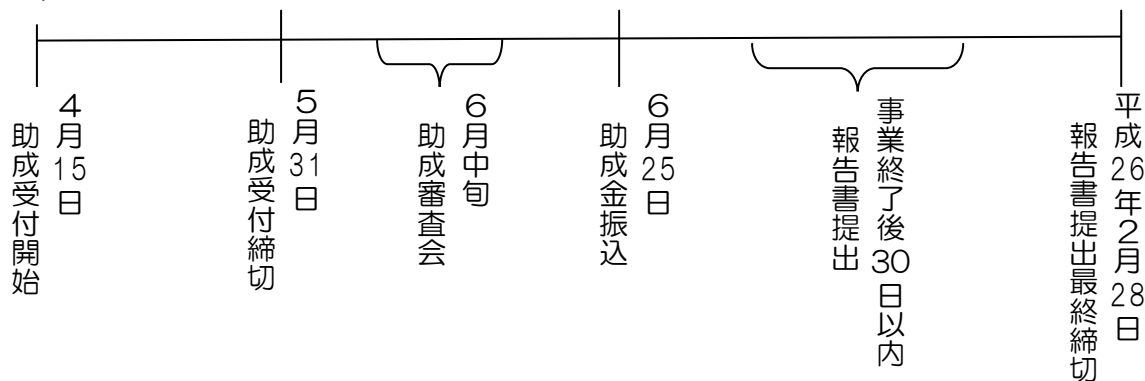 4月15日
助成受付開始
5月31日
助成受付締切
6月中旬
助成審査会
6月25日
助成金振込
事業終了後30日以内
報告書提出
平成26年2月28日
報告書提出最終締切